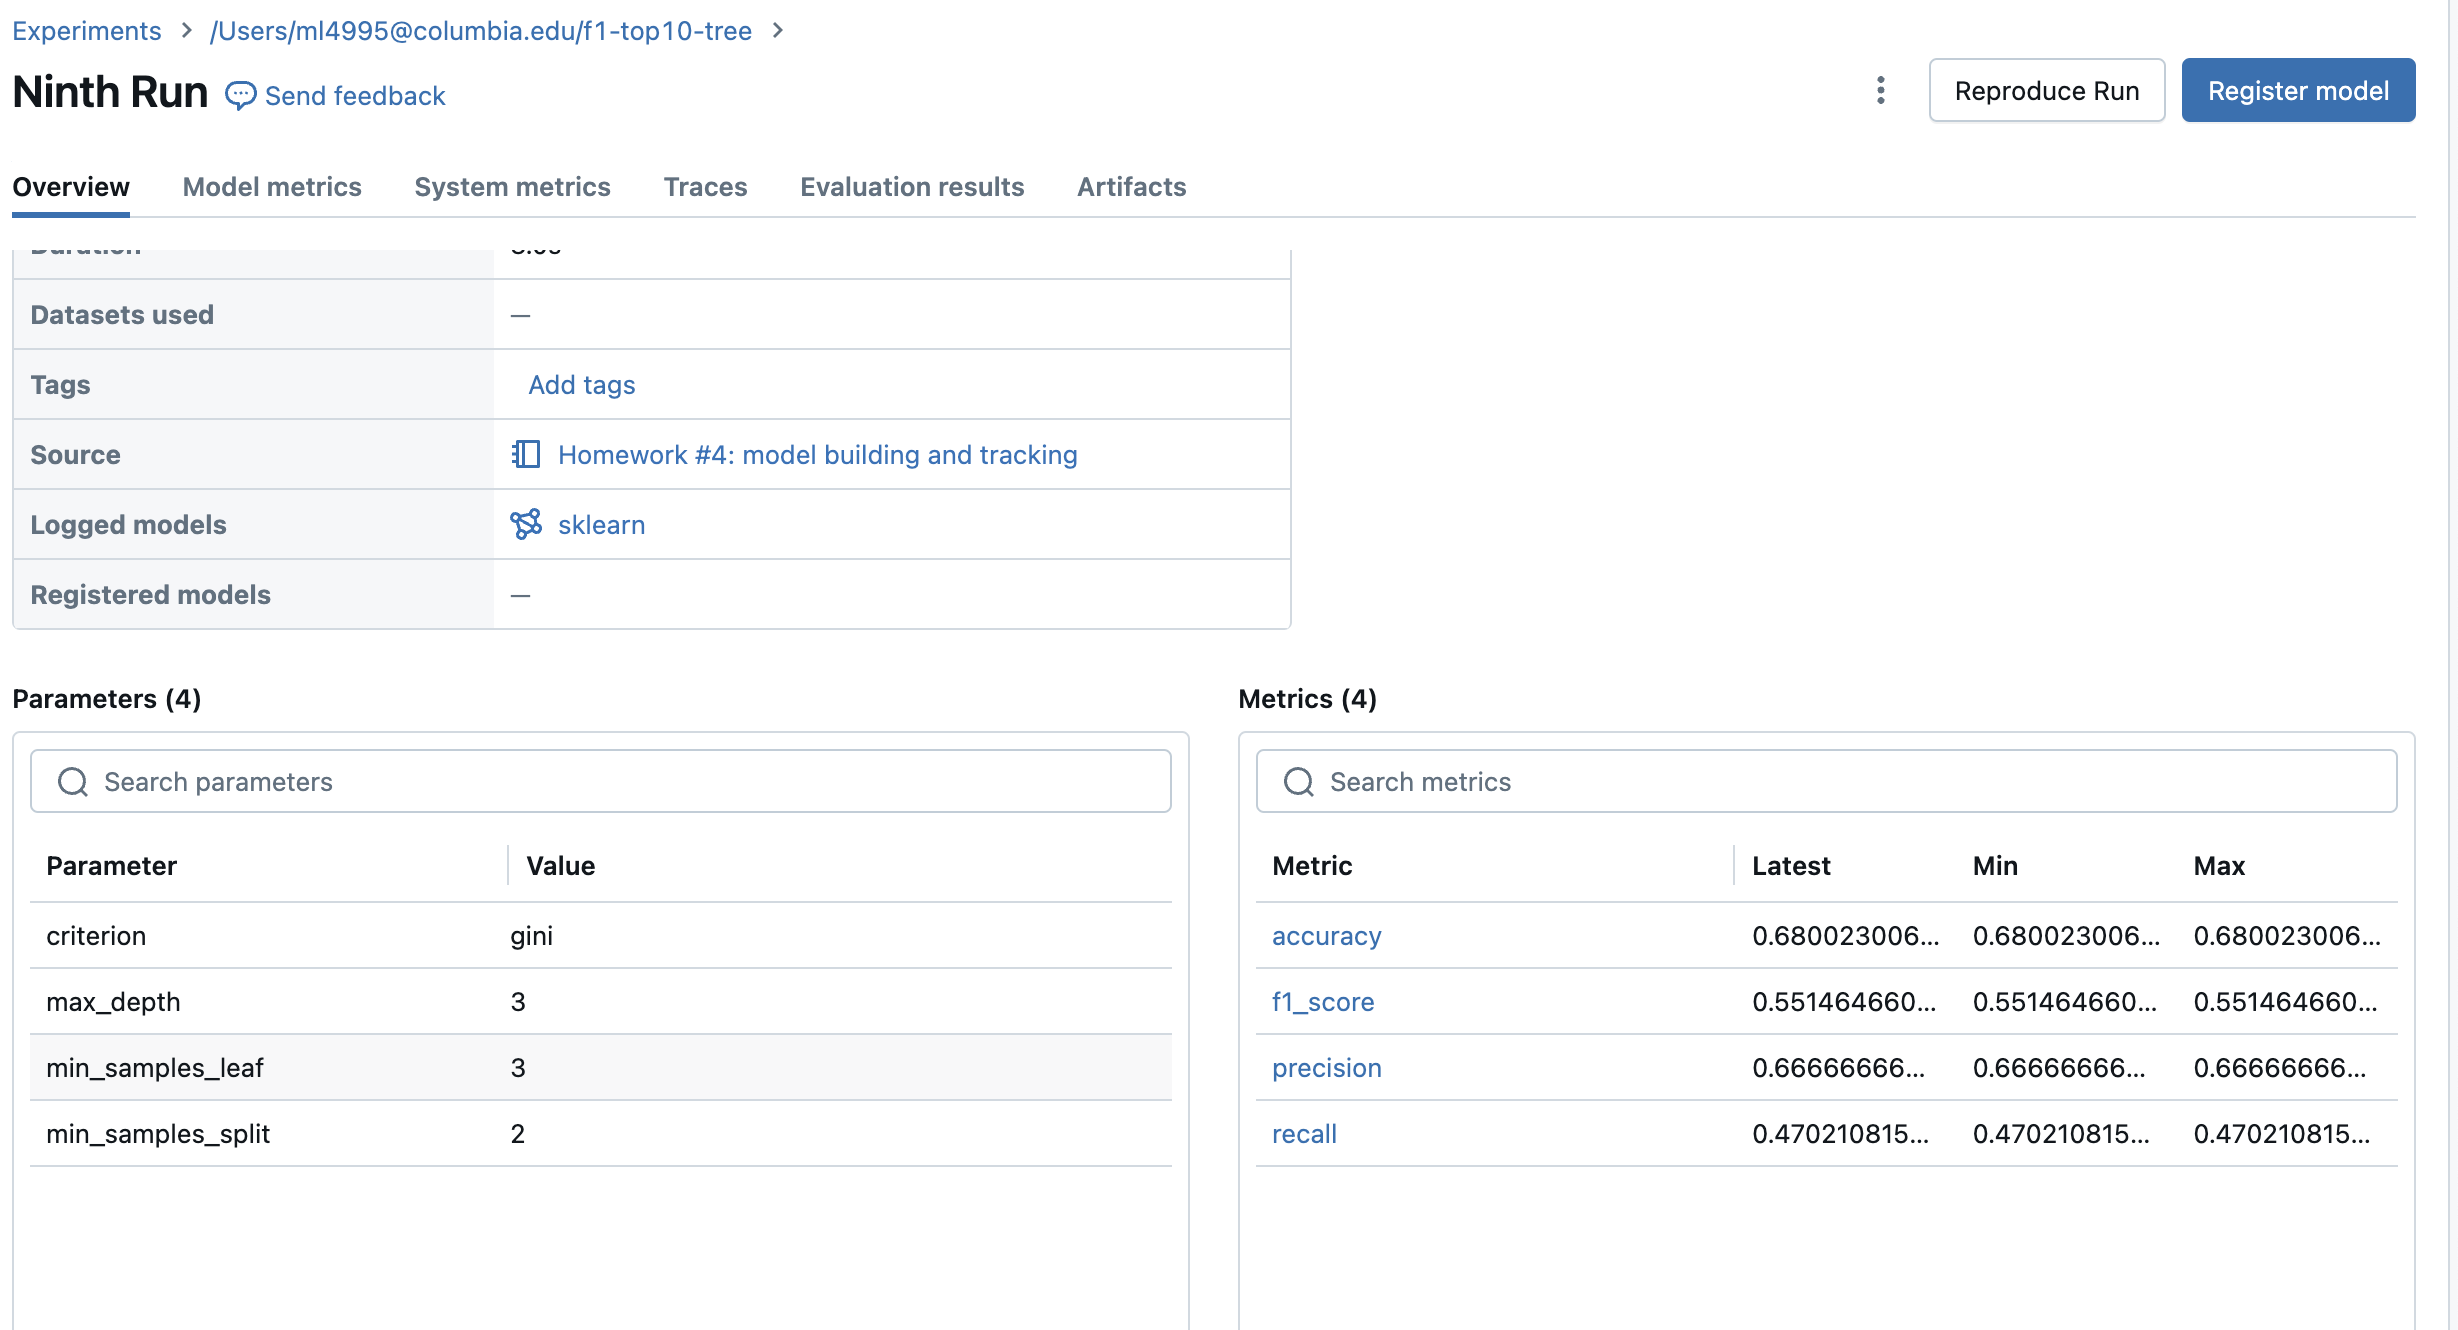 Experiments > /Users/ml4995@columbia.edu/f1-top10-tree >
Ninth Run Send feedback
Reproduce Run Register model
Overview Model metrics System metrics Traces Evaluation results Artifacts
Duration
Datasets used —
Tags Add tags
Source Homework #4: model building and tracking
Logged models sklearn
Registered models —
Parameters (4)
Search parameters
Parameter Value
criterion gini
max_depth 3
min_samples_leaf 3
min_samples_split 2
Metrics (4)
Search metrics
Metric Latest Min Max
accuracy 0.680023006... 0.680023006... 0.680023006...
f1_score 0.551464660... 0.551464660... 0.551464660...
precision 0.66666666... 0.66666666... 0.66666666...
recall 0.470210815... 0.470210815... 0.470210815...